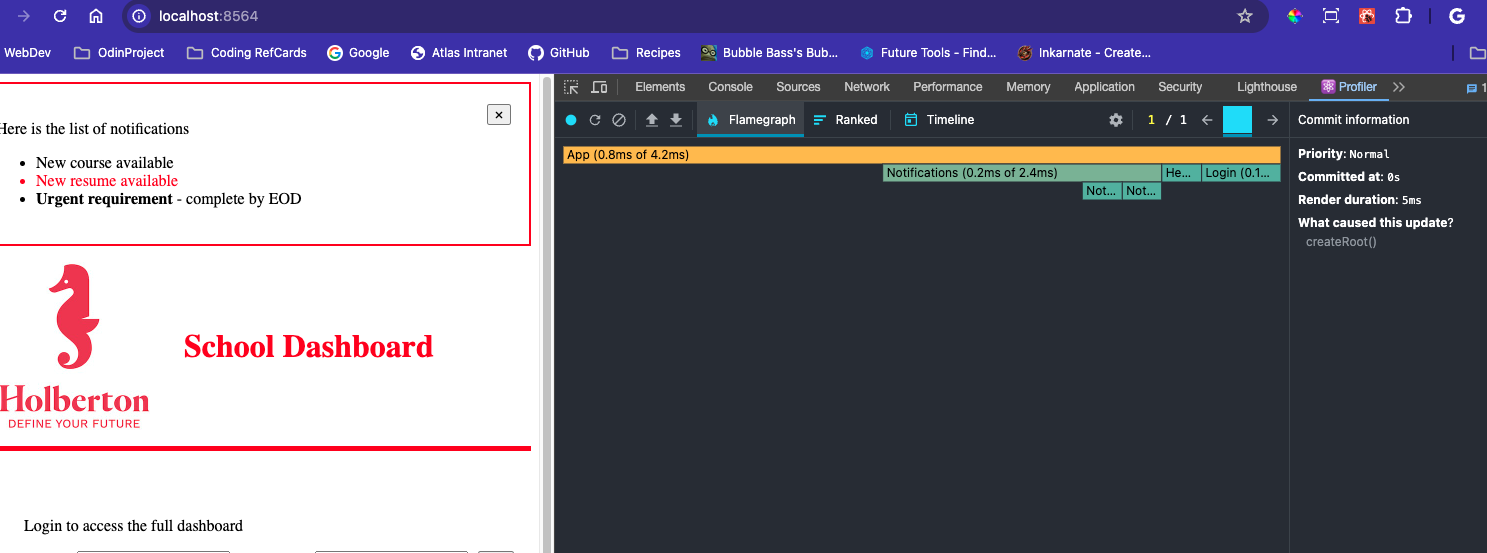 localhost:8564
WebDev OdinProject Coding RefCards Google Atlas Intranet GitHub Recipes Bubble Bass's Bub... Future Tools - Find... Inkarnate - Create...
×
Here is the list of notifications
New course available
New resume available
Urgent requirement - complete by EOD
School Dashboard
Holberton
DEFINE YOUR FUTURE
Login to access the full dashboard
Elements Console Sources Network Performance Memory Application Security Lighthouse Profiler 1
Flamegraph Ranked Timeline 1 / 1
App (0.8ms of 4.2ms)
Notifications (0.2ms of 2.4ms) He... Login (0.1...
Not... Not...
Commit information
Priority: Normal
Committed at: 0s
Render duration: 5ms
What caused this update?
createRoot()